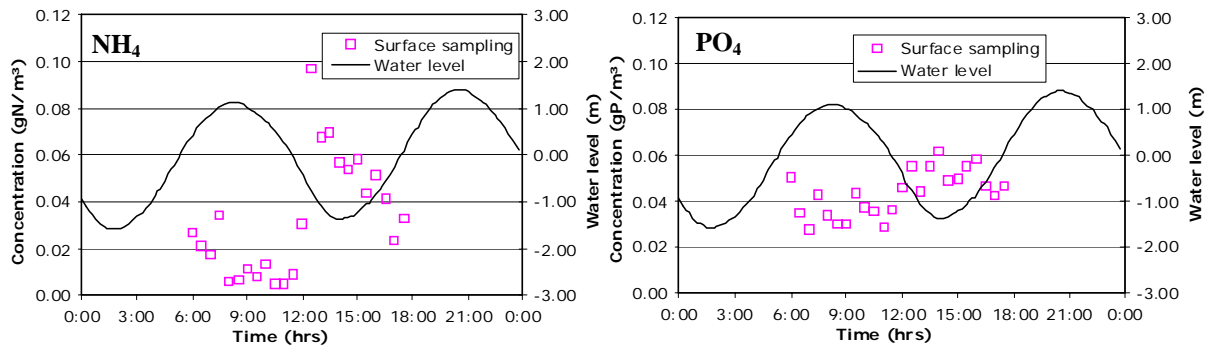 NH₄
Surface sampling
Water level
Concentration (gN/m³)
0.12
0.10
0.08
0.06
0.04
0.02
0.00
Water level (m)
3.00
2.00
1.00
0.00
-1.00
-2.00
-3.00
0:00 3:00 6:00 9:00 12:00 15:00 18:00 21:00 0:00
Time (hrs)
PO₄
Surface sampling
Water level
Concentration (gP/m³)
0.12
0.10
0.08
0.06
0.04
0.02
0.00
Water level (m)
3.00
2.00
1.00
0.00
-1.00
-2.00
-3.00
0:00 3:00 6:00 9:00 12:00 15:00 18:00 21:00 0:00
Time (hrs)